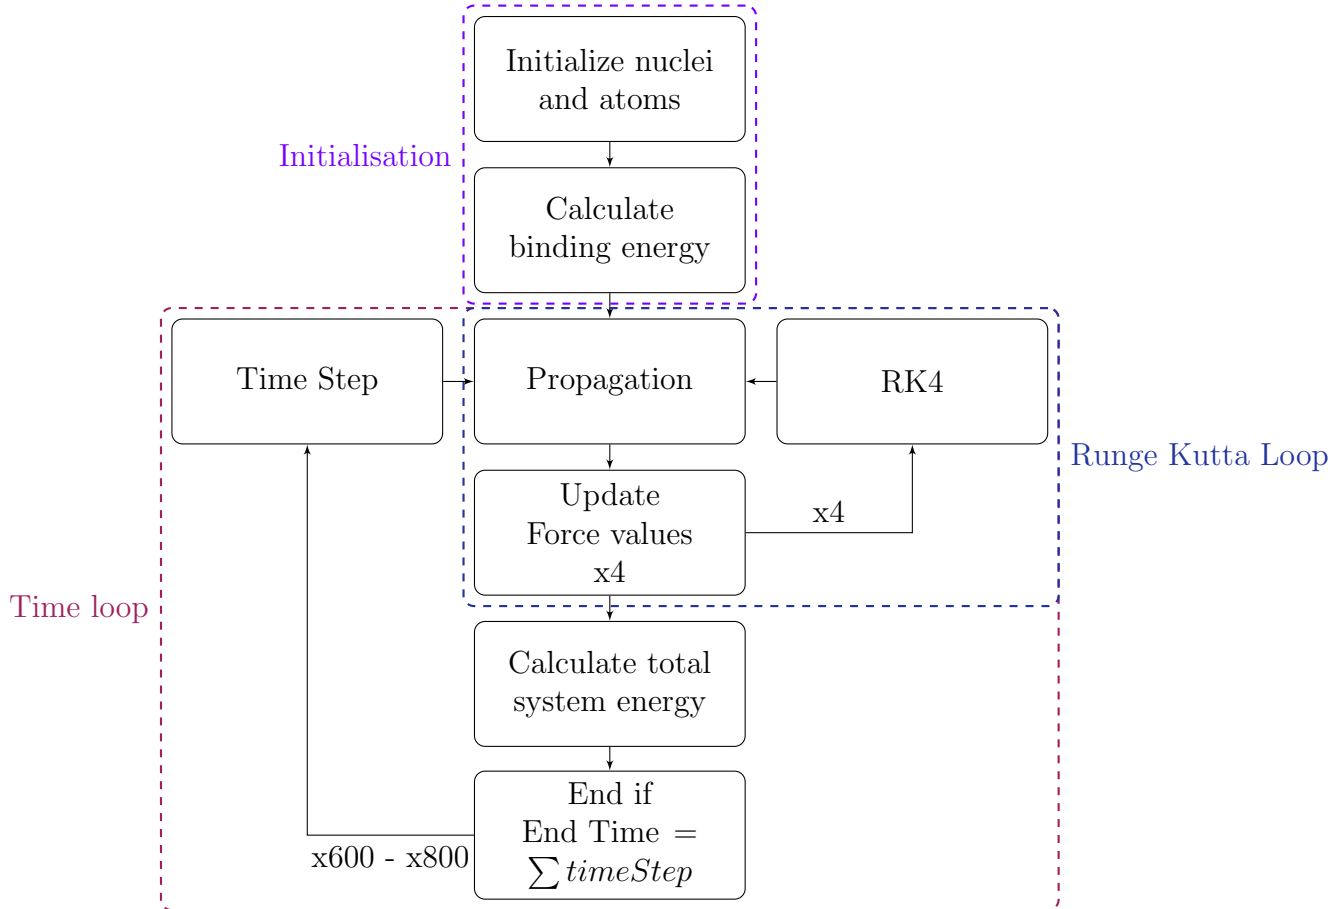 Initialize nuclei
and atoms
Initialisation
Calculate
binding energy
Time Step
Propagation
RK4
Runge Kutta Loop
Update
Force values
x4
x4
Time loop
Calculate total
system energy
End if
End Time =
∑ timeStep
x600 - x800